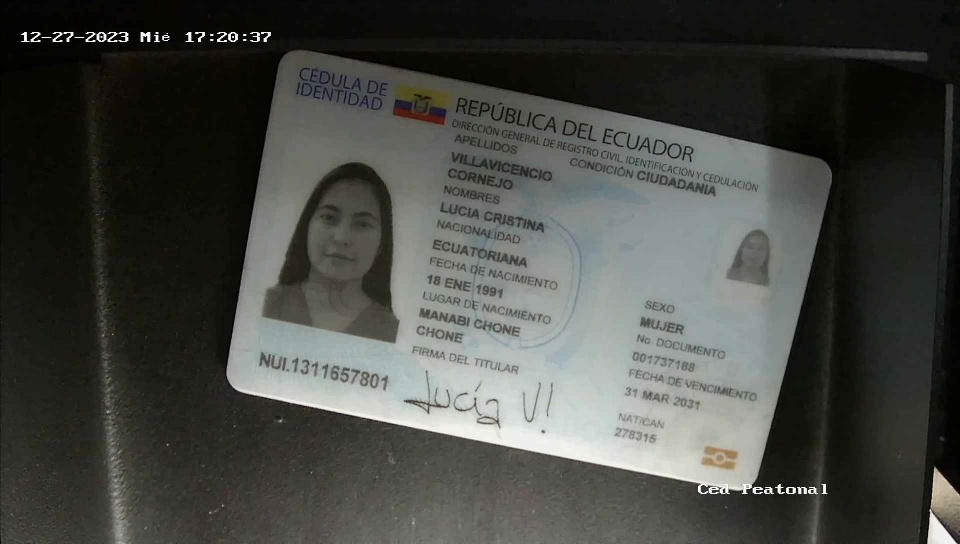 12-27-2023 Mié 17:20:37
CÉDULA DE
IDENTIDAD
REPÚBLICA DEL ECUADOR
DIRECCIÓN GENERAL DE REGISTRO CIVIL, IDENTIFICACIÓN Y CEDULACIÓN
APELLIDOS
VILLAVICENCIO
CORNEJO
NOMBRES
LUCIA CRISTINA
NACIONALIDAD
ECUATORIANA
FECHA DE NACIMIENTO
18 ENE 1991
LUGAR DE NACIMIENTO
MANABI CHONE
CHONE
FIRMA DEL TITULAR
Lucía V!
CONDICIÓN CIUDADANIA
SEXO
MUJER
No. DOCUMENTO
001737188
FECHA DE VENCIMIENTO
31 MAR 2031
NAT/CAN
278315
NUI.1311657801
Ced Peatonal